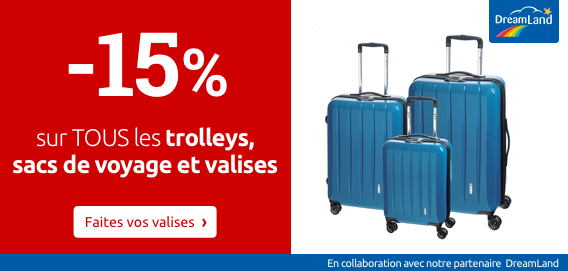 -15%
sur TOUS les trolleys,
sacs de voyage et valises
Faites vos valises ›
DreamLand
En collaboration avec notre partenaire DreamLand